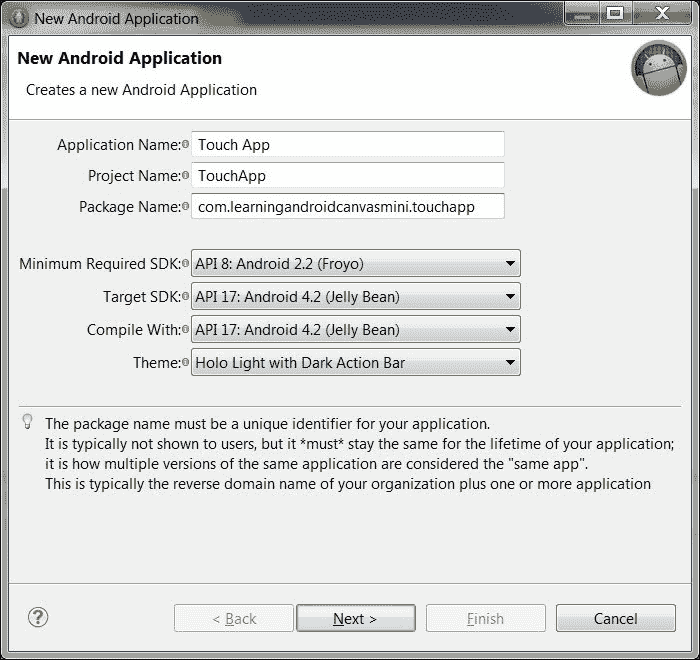 New Android Application
New Android Application
Creates a new Android Application
Application Name: Touch App
Project Name: TouchApp
Package Name: com.learningandroidcanvasmini.touchapp
Minimum Required SDK: API 8: Android 2.2 (Froyo)
Target SDK: API 17: Android 4.2 (Jelly Bean)
Compile With: API 17: Android 4.2 (Jelly Bean)
Theme: Holo Light with Dark Action Bar
The package name must be a unique identifier for your application.
It is typically not shown to users, but it *must* stay the same for the lifetime of your application;
it is how multiple versions of the same application are considered the "same app".
This is typically the reverse domain name of your organization plus one or more application
? < Back Next > Finish Cancel